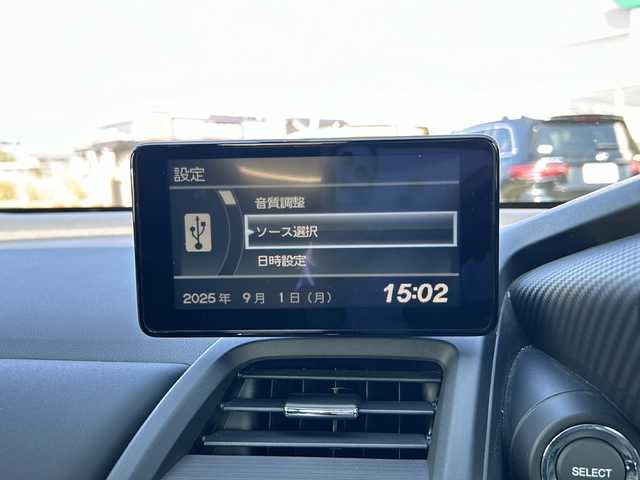 設定
音質調整
ソース選択
日時設定
2025年 9月 1日(月) 15:02
SELECT